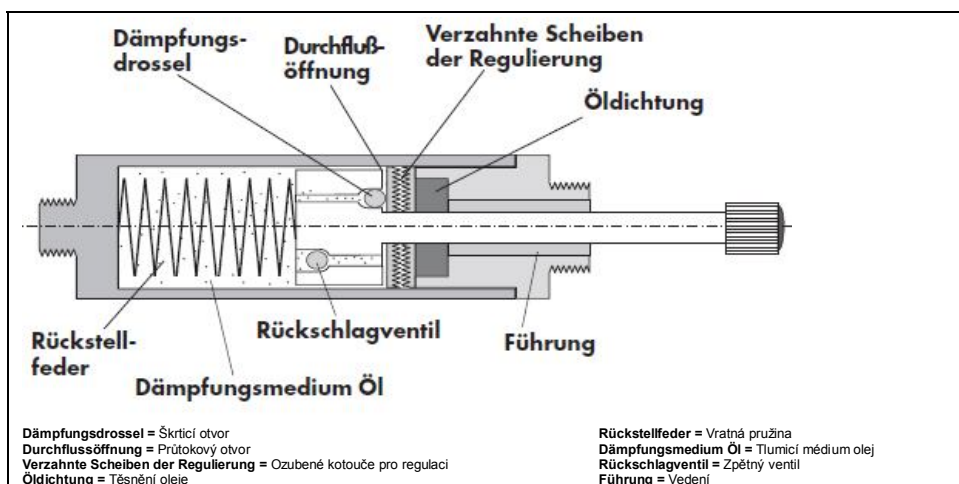 Dämpfungs-
drossel
Durchfluß-
öffnung
Verzahnte Scheiben
der Regulierung
Öldichtung
Rückstell-
feder
Rückschlagventil
Führung
Dämpfungsmedium Öl
Dämpfungsdrossel = Škrticí otvor
Durchflussöffnung = Průtokový otvor
Verzahnte Scheiben der Regulierung = Ozubené kotouče pro regulaci
Öldichtung = Těsnění oleje
Rückstellfeder = Vratná pružina
Dämpfungsmedium Öl = Tlumicí médium olej
Rückschlagventil = Zpětný ventil
Führung = Vedení